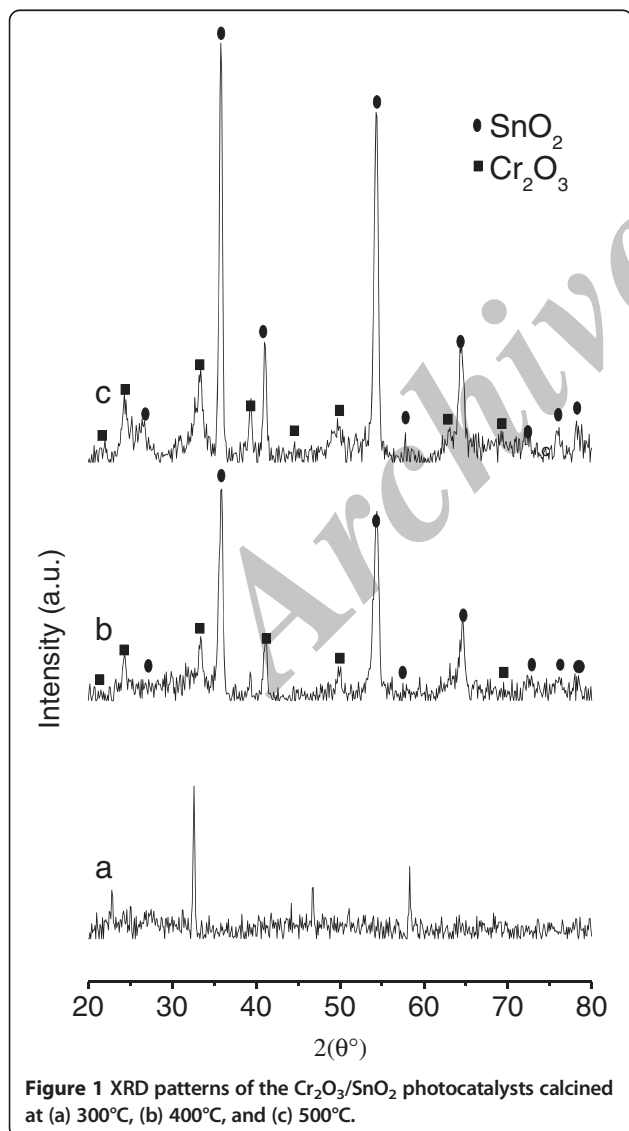 SnO₂
Cr₂O₃
Archive
c
b
a
Intensity (a.u.)
20 30 40 50 60 70 80
2(θ°)
Figure 1 XRD patterns of the Cr₂O₃/SnO₂ photocatalysts calcined
at (a) 300°C, (b) 400°C, and (c) 500°C.